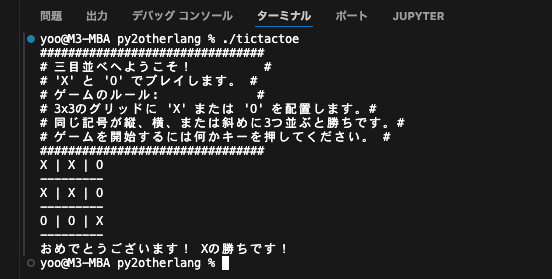 問題 出力 デバッグ コンソール ターミナル ポート JUPYTER
yoo@M3-MBA py2otherlang % ./tictactoe
################################
# 三目並べへようこそ！ #
# 'X' と 'O' でプレイします。 #
# ゲームのルール: #
# 3x3のグリッドに 'X' または 'O' を配置します。#
# 同じ記号が縦、横、または斜めに3つ並ぶと勝ちです。#
# ゲームを開始するには何かキーを押してください。 #
################################
X | X | O
---------
X | X | O
---------
O | O | X
---------
おめでとうございます！ Xの勝ちです！
yoo@M3-MBA py2otherlang %